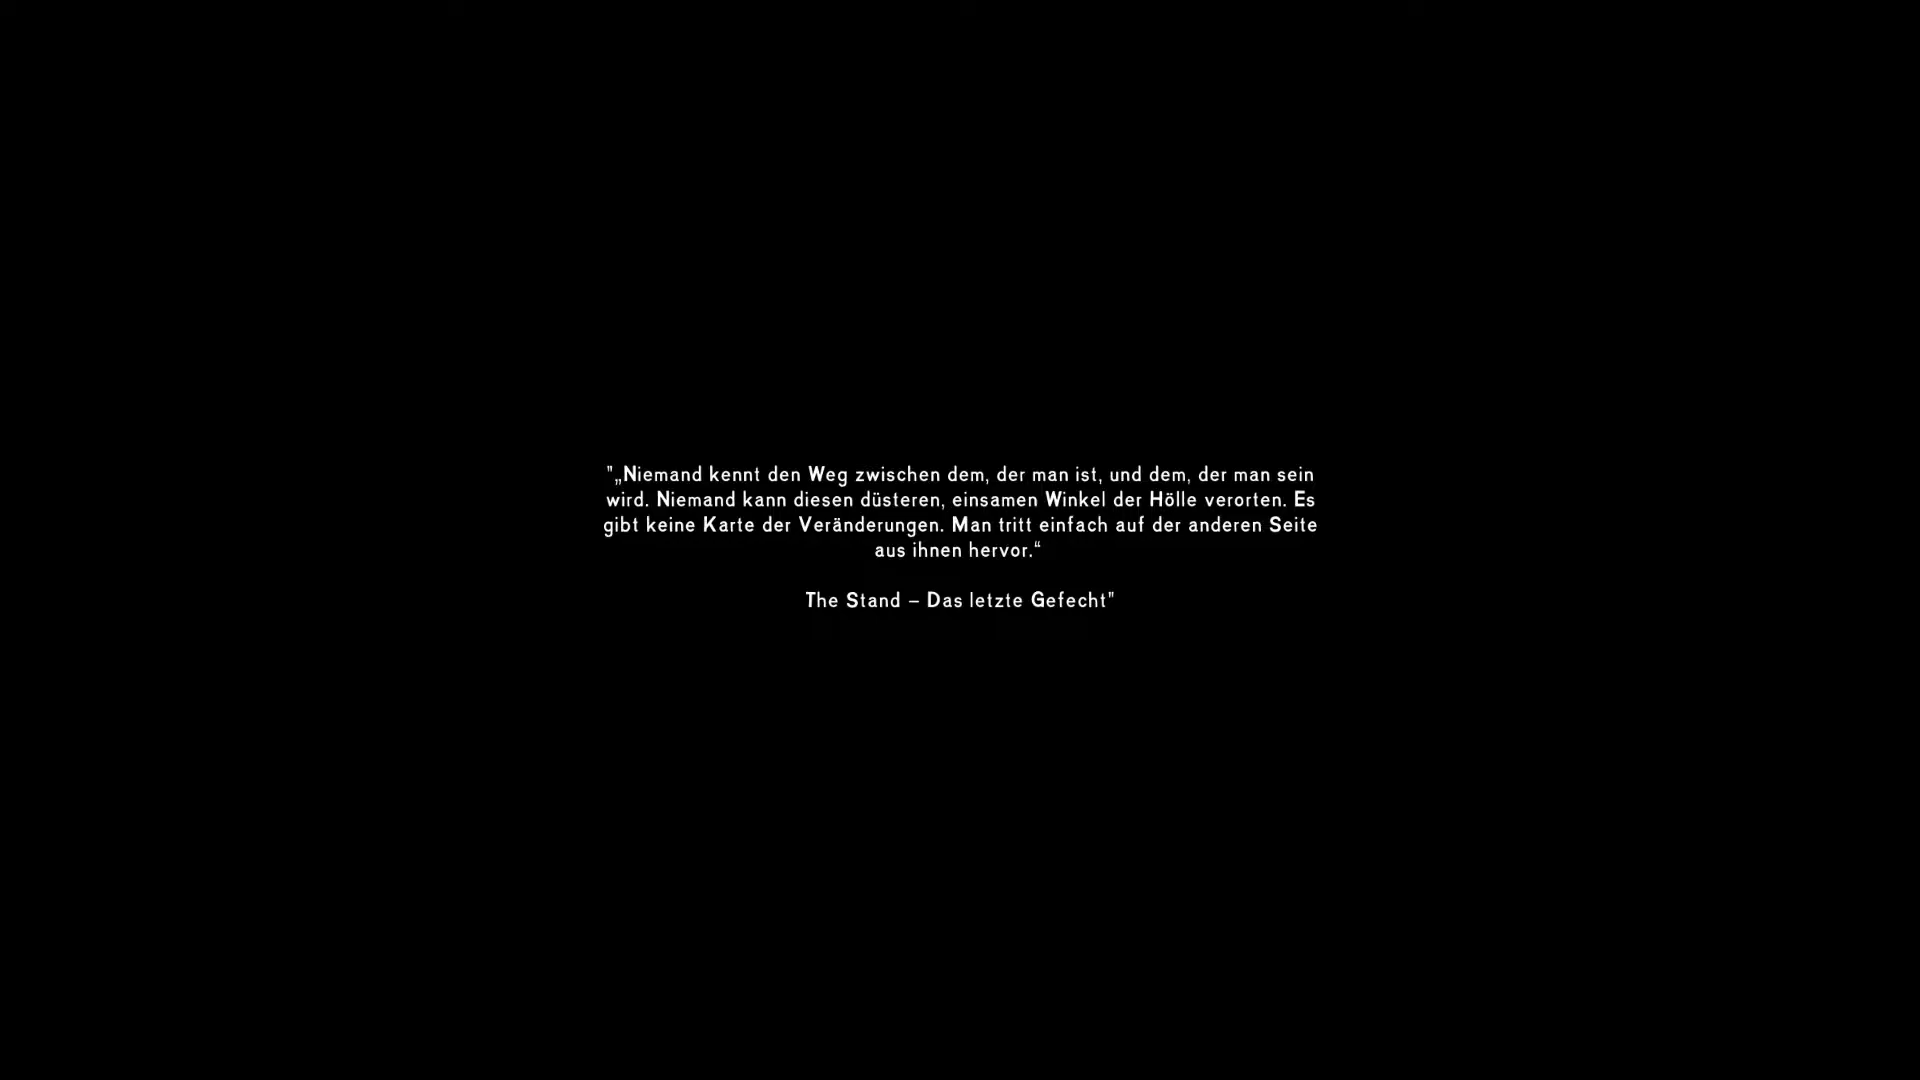 "„Niemand kennt den Weg zwischen dem, der man ist, und dem, der man sein
wird. Niemand kann diesen düsteren, einsamen Winkel der Hölle verorten. Es
gibt keine Karte der Veränderungen. Man tritt einfach auf der anderen Seite
aus ihnen hervor.“
The Stand – Das letzte Gefecht"